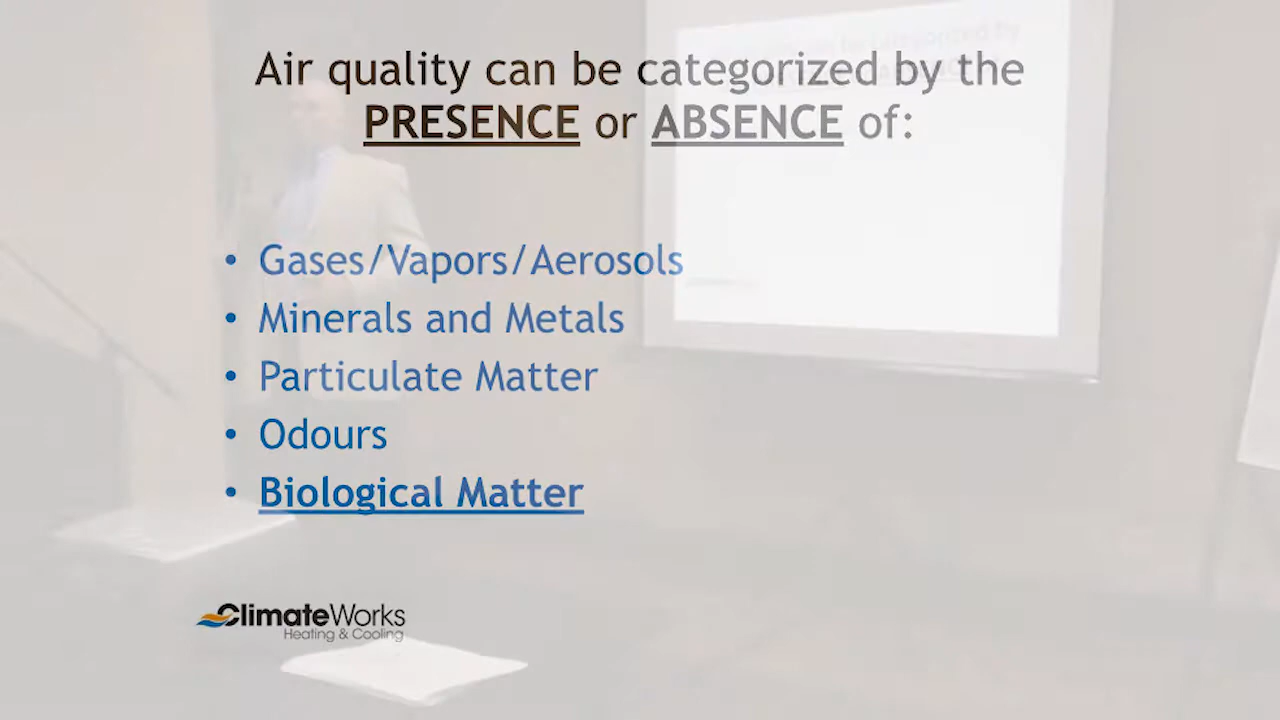 Air quality can be categorized by the
PRESENCE or ABSENCE of:
• Gases/Vapors/Aerosols
• Minerals and Metals
• Particulate Matter
• Odours
• Biological Matter
ClimateWorks
Heating & Cooling